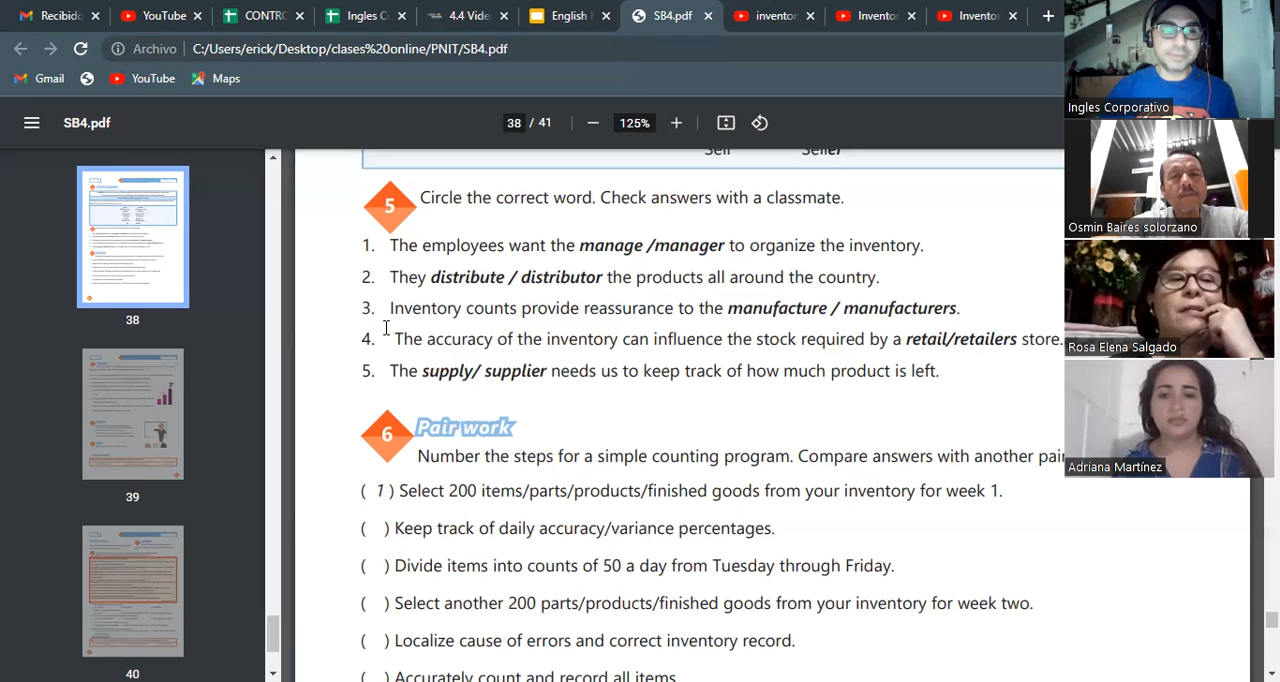 Recibido
YouTube
CONTRO
Ingles C
4,4 Vide
English
SB4.pdf
inventor
Inventor
Inventor
Archivo C:/Users/erick/Desktop/clases%20online/PNIT/SB4.pdf
Gmail YouTube Maps
SB4.pdf 38 / 41 125%
38
39
40
Sell Seller
5 Circle the correct word. Check answers with a classmate.
1. The employees want the manage /manager to organize the inventory.
2. They distribute / distributor the products all around the country.
3. Inventory counts provide reassurance to the manufacture / manufacturers.
4. The accuracy of the inventory can influence the stock required by a retail/retailers store.
5. The supply/ supplier needs us to keep track of how much product is left.
6 Pair work
Number the steps for a simple counting program. Compare answers with another pai
( 1 ) Select 200 items/parts/products/finished goods from your inventory for week 1.
( ) Keep track of daily accuracy/variance percentages.
( ) Divide items into counts of 50 a day from Tuesday through Friday.
( ) Select another 200 parts/products/finished goods from your inventory for week two.
( ) Localize cause of errors and correct inventory record.
( ) Accurately count and record all items.
Ingles Corporativo
Osmin Baires solorzano
Rosa Elena Salgado
Adriana Martínez